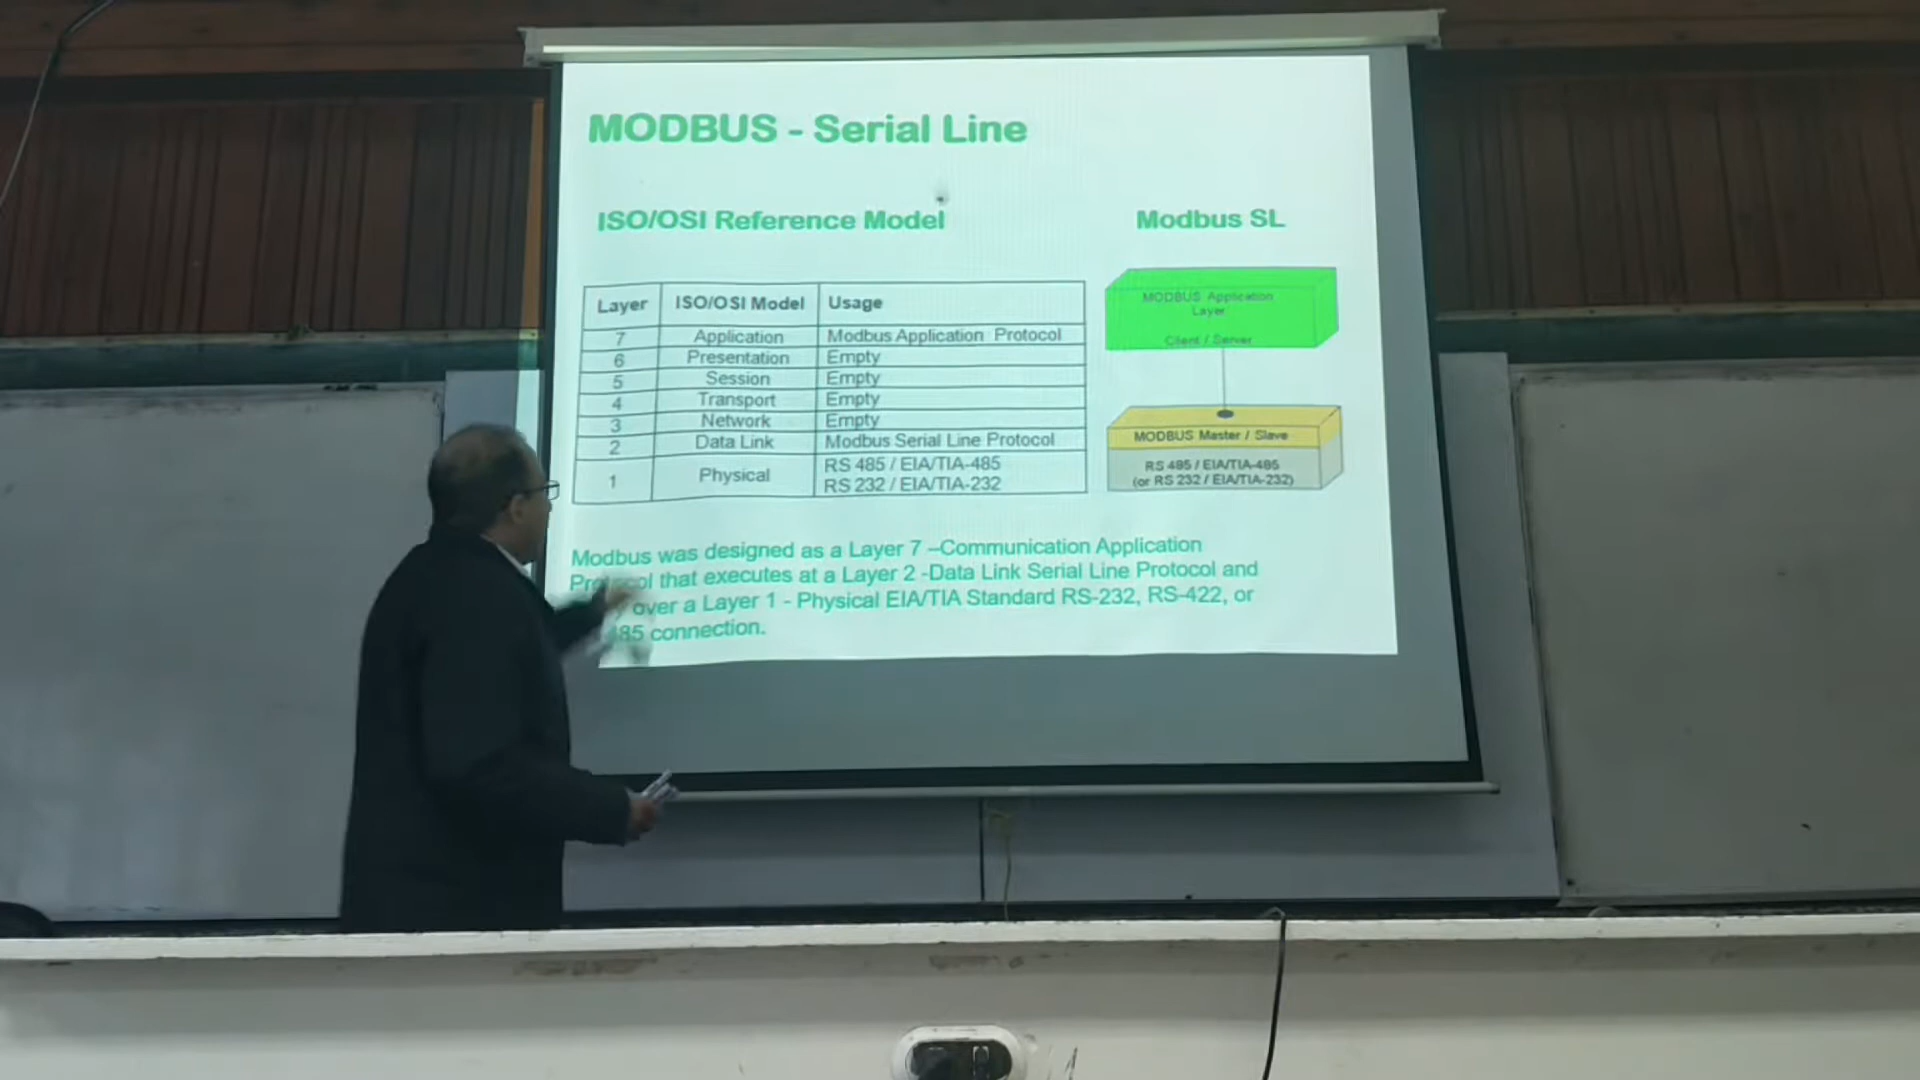 MODBUS - Serial Line
ISO/OSI Reference Model
Modbus SL
Layer ISO/OSI Model Usage
7 Application Modbus Application Protocol
6 Presentation Empty
5 Session Empty
4 Transport Empty
3 Network Empty
2 Data Link Modbus Serial Line Protocol
1 Physical RS 485 / EIA/TIA-485
RS 232 / EIA/TIA-232
MODBUS Application
Layer
Client / Server
MODBUS Master / Slave
RS 485 / EIA/TIA-485
(or RS 232 / EIA/TIA-232)
Modbus was designed as a Layer 7 –Communication Application
Protocol that executes at a Layer 2 -Data Link Serial Line Protocol and
over a Layer 1 - Physical EIA/TIA Standard RS-232, RS-422, or
485 connection.